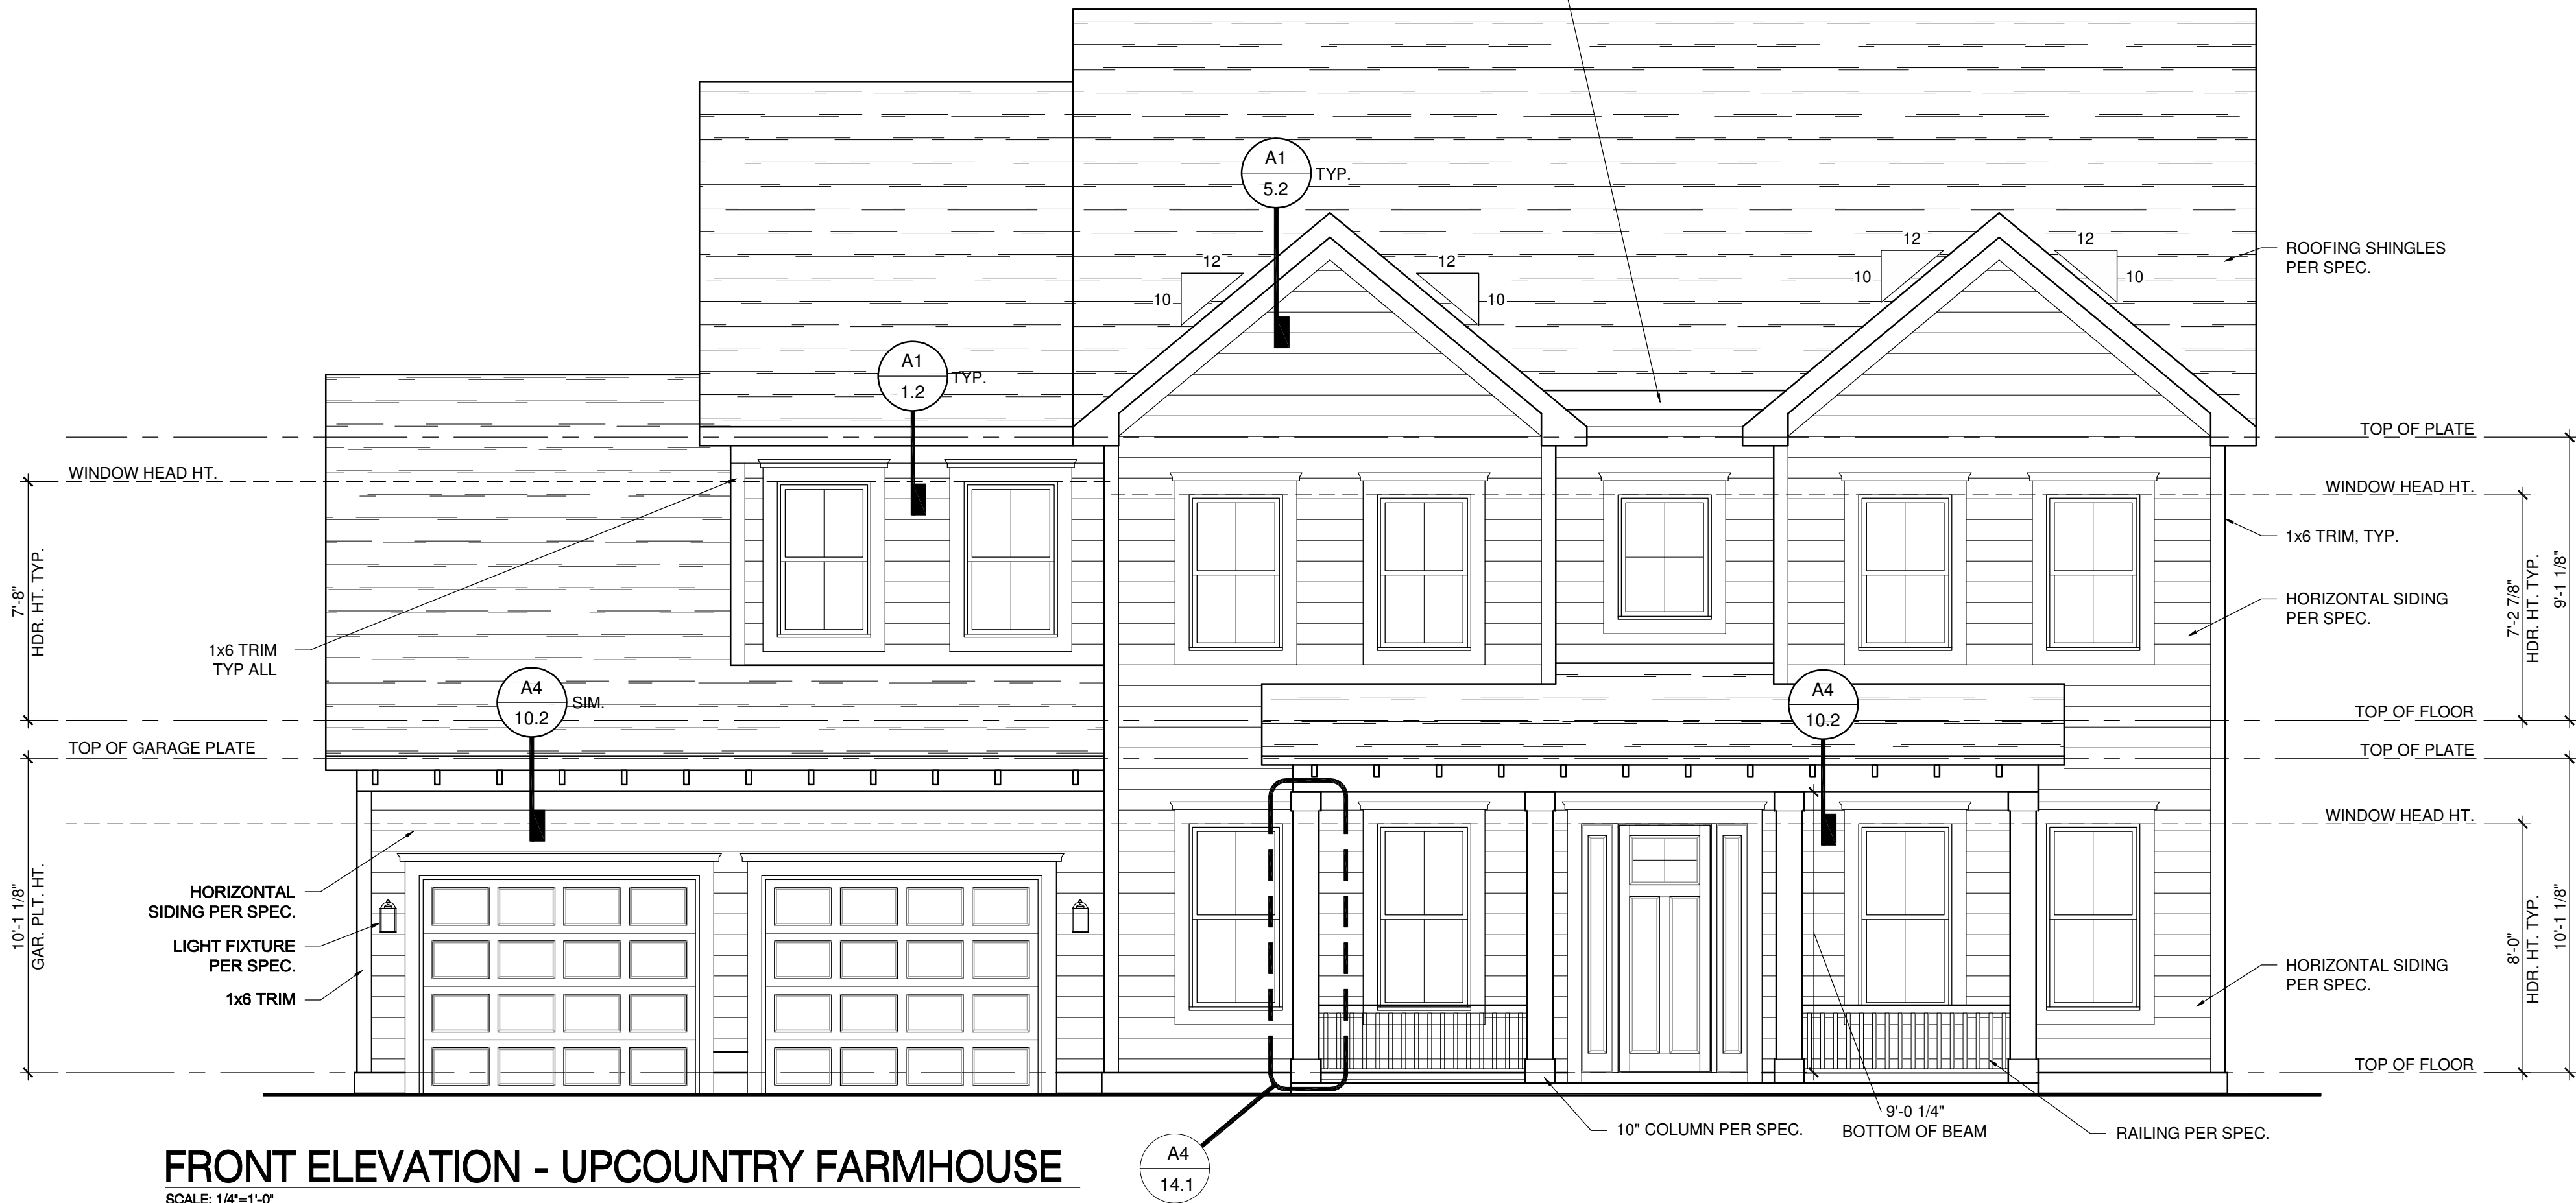 A1
5.2
TYP.
12
10
12
10
12
10
12
10
ROOFING SHINGLES
PER SPEC.
A1
1.2
TYP.
TOP OF PLATE
WINDOW HEAD HT.
WINDOW HEAD HT.
1x6 TRIM, TYP.
7'-8"
HDR. HT. TYP.
7'-2 7/8"
HDR. HT. TYP.
9'-1 1/8"
HORIZONTAL SIDING
PER SPEC.
1x6 TRIM
TYP ALL
A4
10.2
SIM.
A4
10.2
TOP OF FLOOR
TOP OF GARAGE PLATE
TOP OF PLATE
WINDOW HEAD HT.
10'-1 1/8"
GAR. PLT. HT.
HORIZONTAL
SIDING PER SPEC.
LIGHT FIXTURE
PER SPEC.
1x6 TRIM
8'-0"
HDR. HT. TYP.
10'-1 1/8"
HORIZONTAL SIDING
PER SPEC.
TOP OF FLOOR
9'-0 1/4"
BOTTOM OF BEAM
10" COLUMN PER SPEC.
RAILING PER SPEC.
A4
14.1
FRONT ELEVATION - UPCOUNTRY FARMHOUSE
SCALE: 1/4"=1'-0"